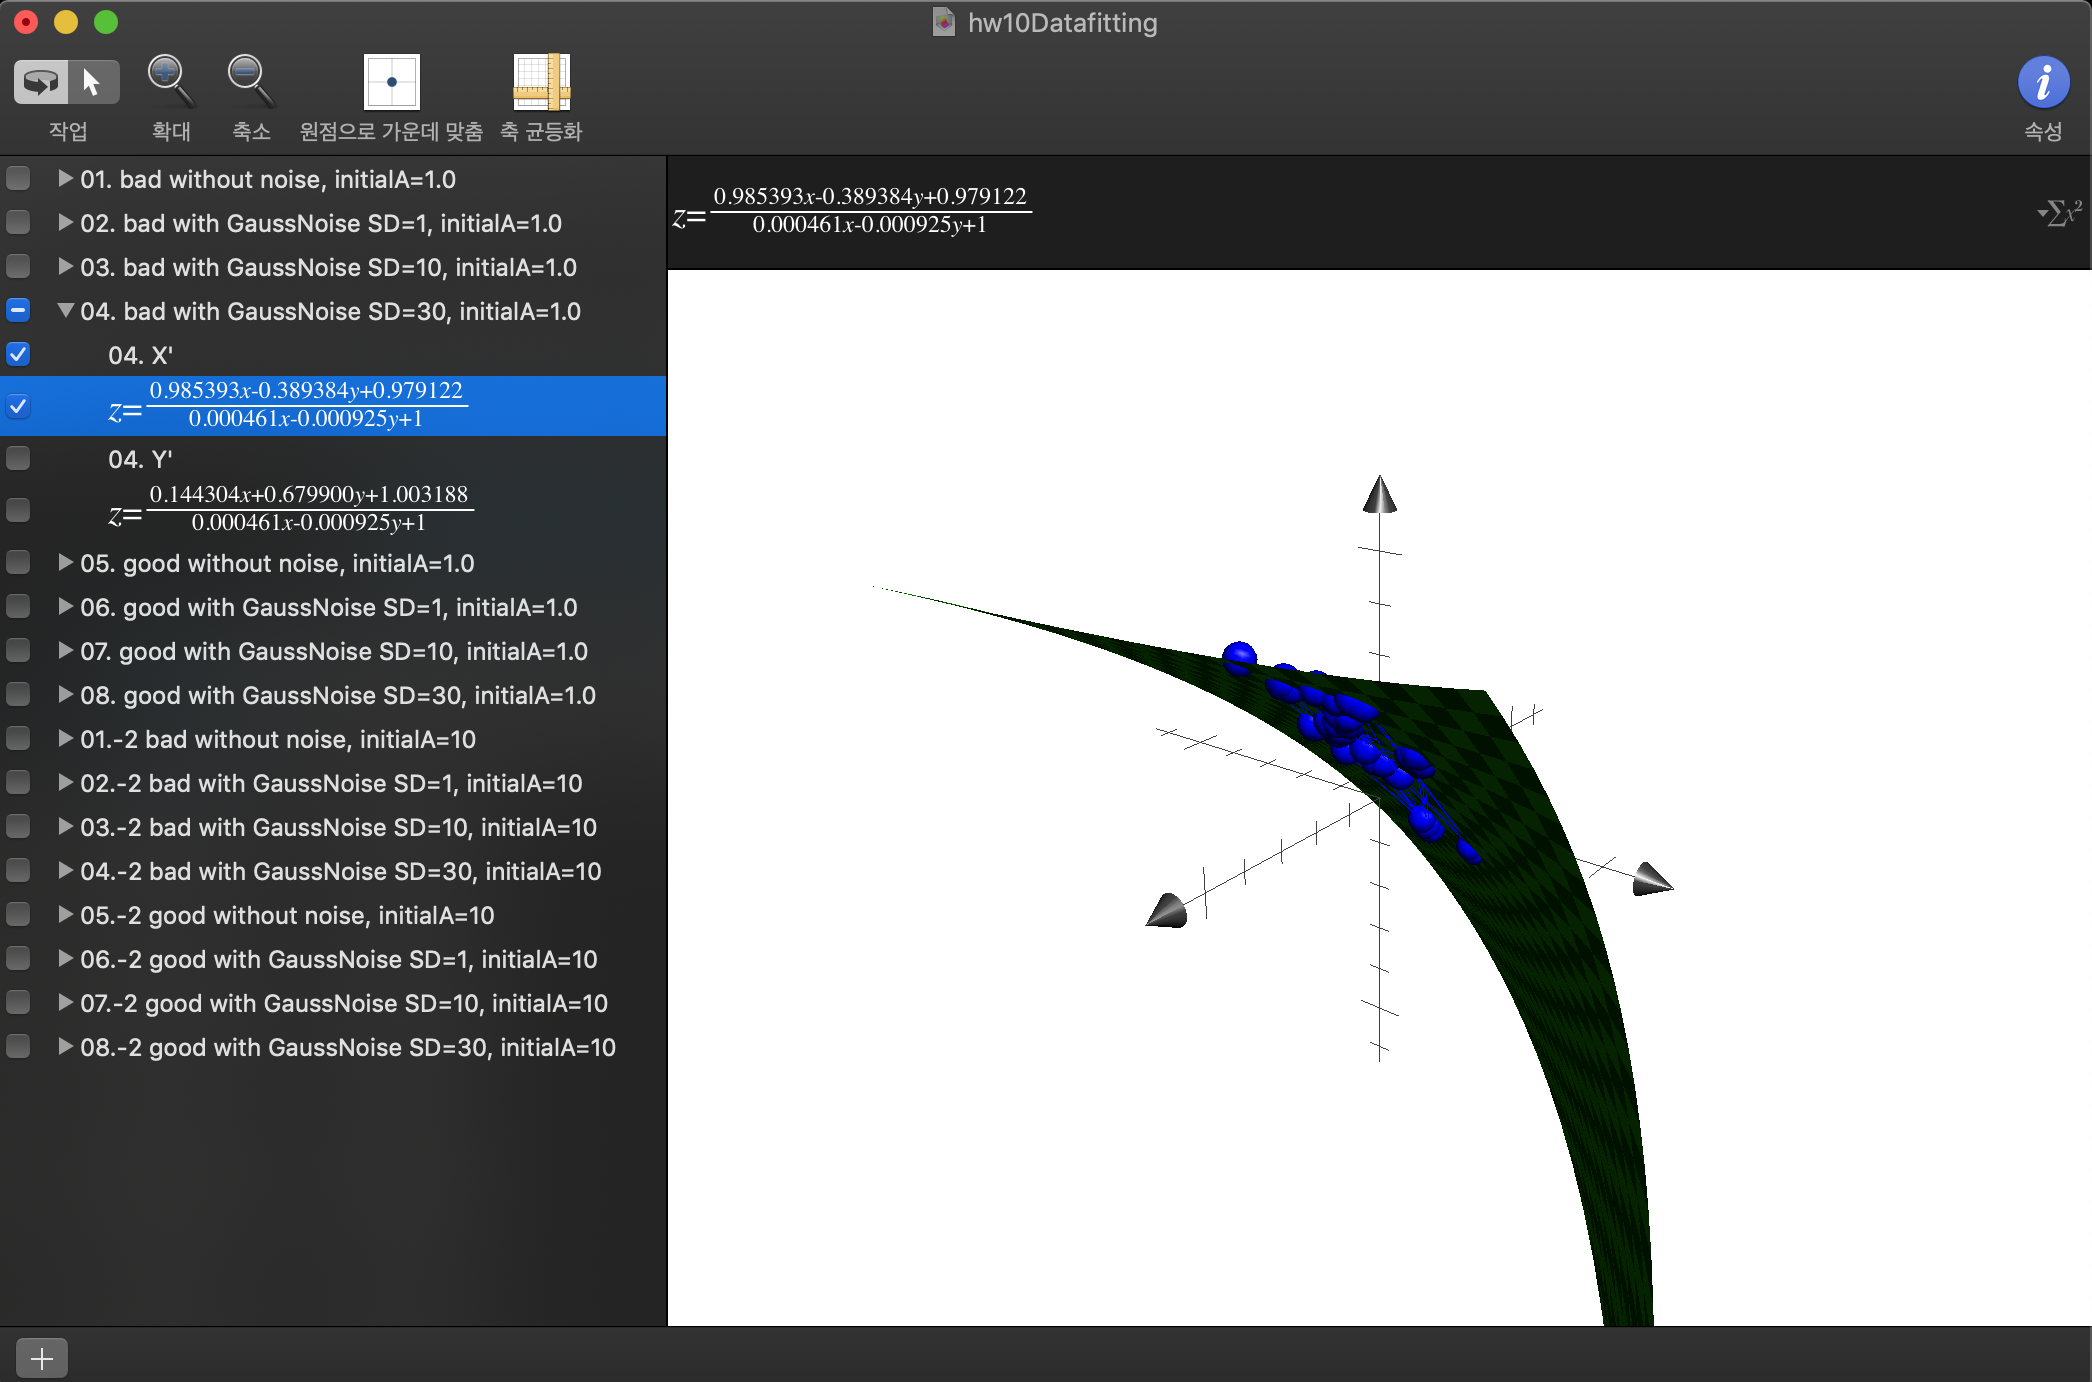 hw10Datafitting
작업
확대
축소
원점으로 가운데 맞춤
축 균등화
속성
01. bad without noise, initialA=1.0
02. bad with GaussNoise SD=1, initialA=1.0
03. bad with GaussNoise SD=10, initialA=1.0
04. bad with GaussNoise SD=30, initialA=1.0
04. X'
z=
0.985393x-0.389384y+0.979122
0.000461x-0.000925y+1
04. Y'
z=
0.144304x+0.679900y+1.003188
0.000461x-0.000925y+1
05. good without noise, initialA=1.0
06. good with GaussNoise SD=1, initialA=1.0
07. good with GaussNoise SD=10, initialA=1.0
08. good with GaussNoise SD=30, initialA=1.0
01.-2 bad without noise, initialA=10
02.-2 bad with GaussNoise SD=1, initialA=10
03.-2 bad with GaussNoise SD=10, initialA=10
04.-2 bad with GaussNoise SD=30, initialA=10
05.-2 good without noise, initialA=10
06.-2 good with GaussNoise SD=1, initialA=10
07.-2 good with GaussNoise SD=10, initialA=10
08.-2 good with GaussNoise SD=30, initialA=10
z=
0.985393x-0.389384y+0.979122
0.000461x-0.000925y+1
∑x²